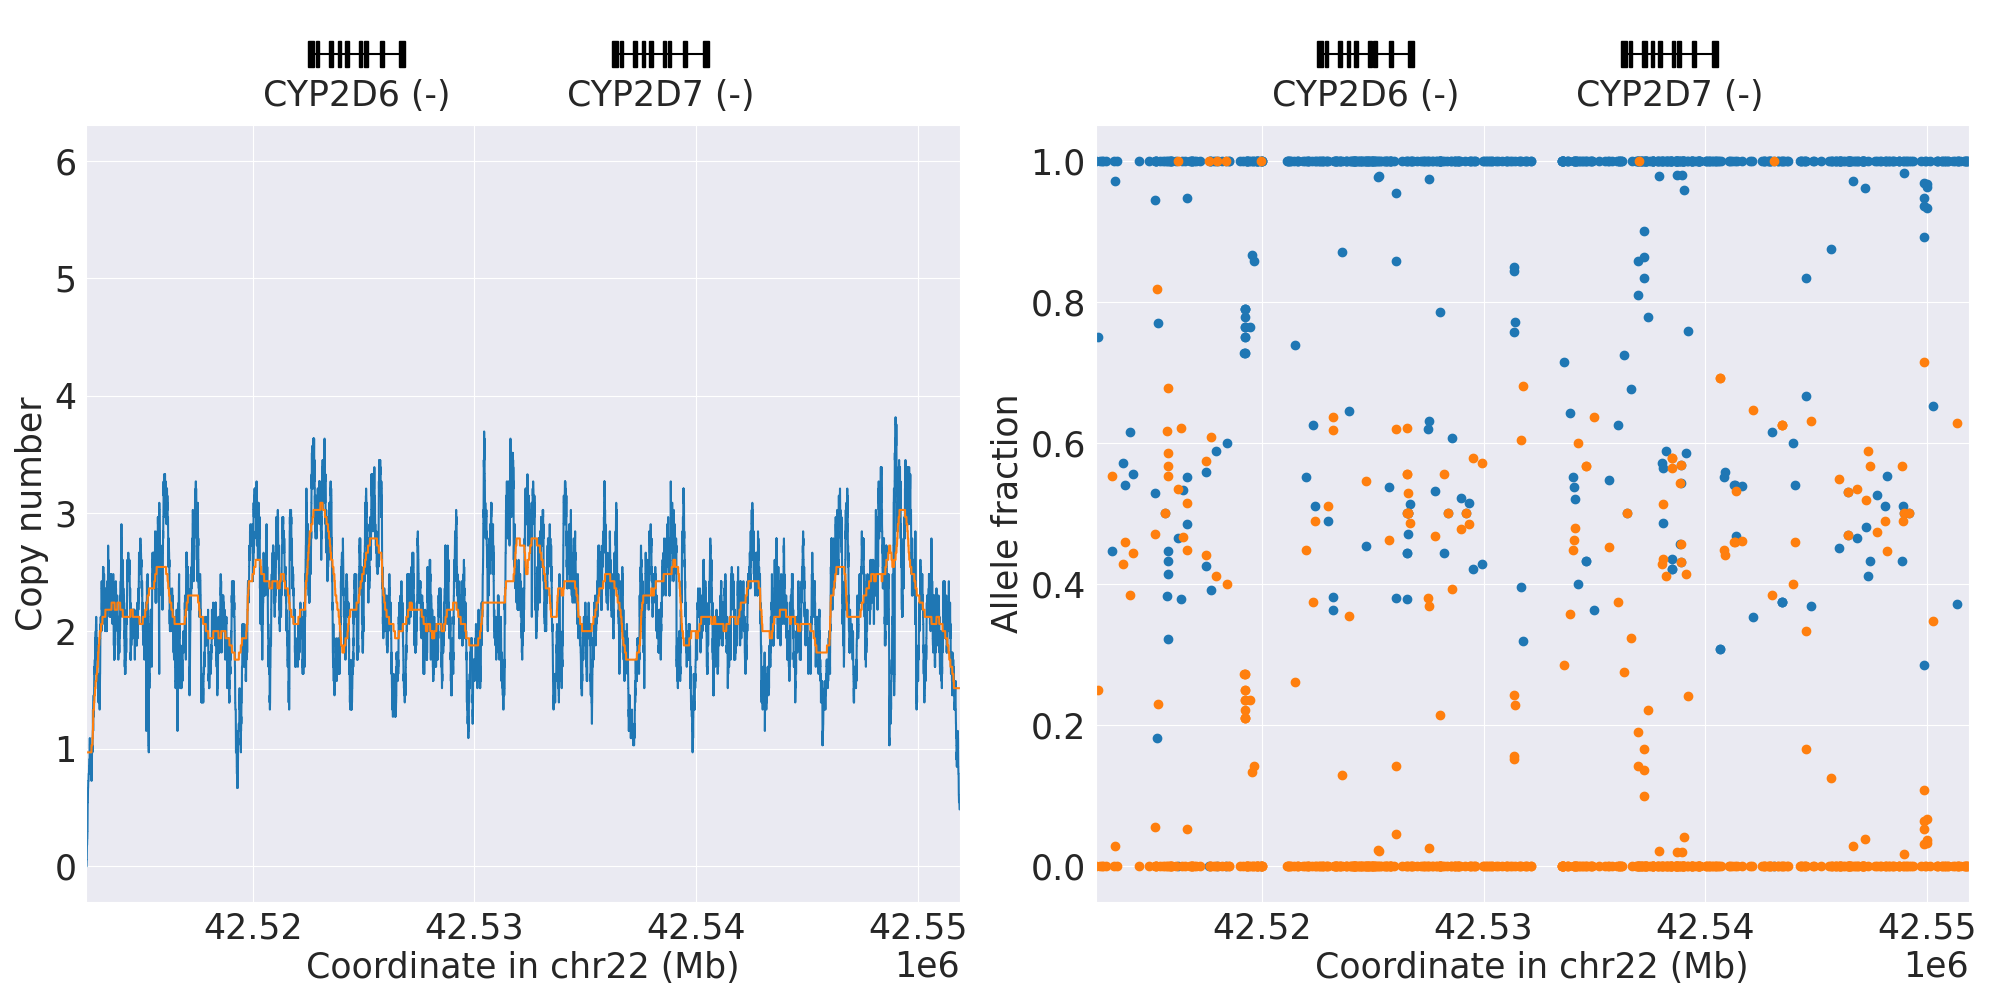 CYP2D6 (-) CYP2D7 (-)
6
5
4
3
2
1
0
Copy number
42.52 42.53 42.54 42.55
Coordinate in chr22 (Mb) 1e6
CYP2D6 (-) CYP2D7 (-)
1.0
0.8
0.6
0.4
0.2
0.0
Allele fraction
42.52 42.53 42.54 42.55
Coordinate in chr22 (Mb) 1e6